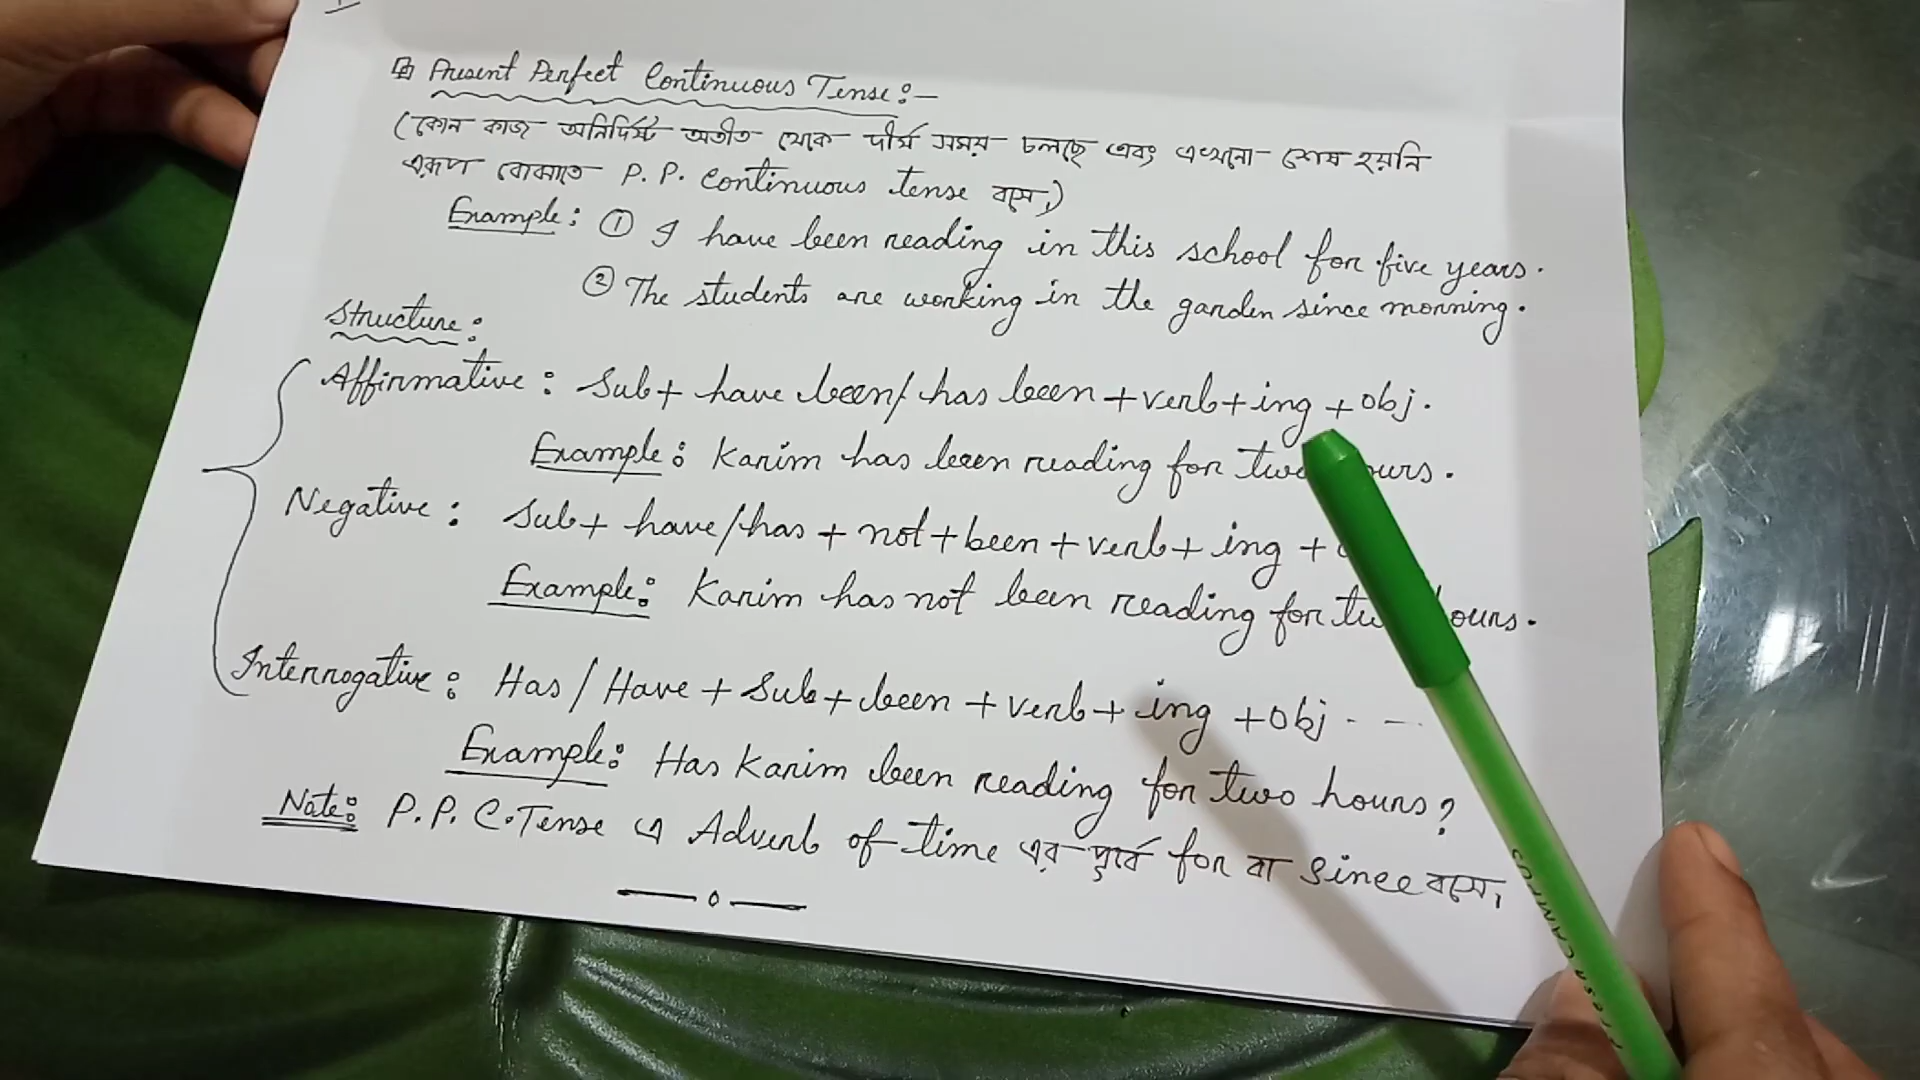 Present Perfect Continuous Tense:-
(কোন কাজ অনির্দিষ্ট অতীত থেকে দীর্ঘ সময় চলছে এবং এখনো শেষ হয়নি
এরূপ বোঝাতে P. P. Continuous tense বসে।)
Example: ① I have been reading in this school for five years.
② The students are working in the garden since morning.
Structure:
Affirmative: Sub + have been/ has been + verb + ing + obj.
Example: Karim has been reading for two hours.
Negative: Sub + have/has + not + been + verb + ing +
Example: Karim has not been reading for two hours.
Interrogative: Has/Have + Sub + been + verb + ing + obj - --
Example: Has Karim been reading for two hours?
Note: P. P. C. Tense এ Adverb of time এর পূর্বে for বা since বসে।